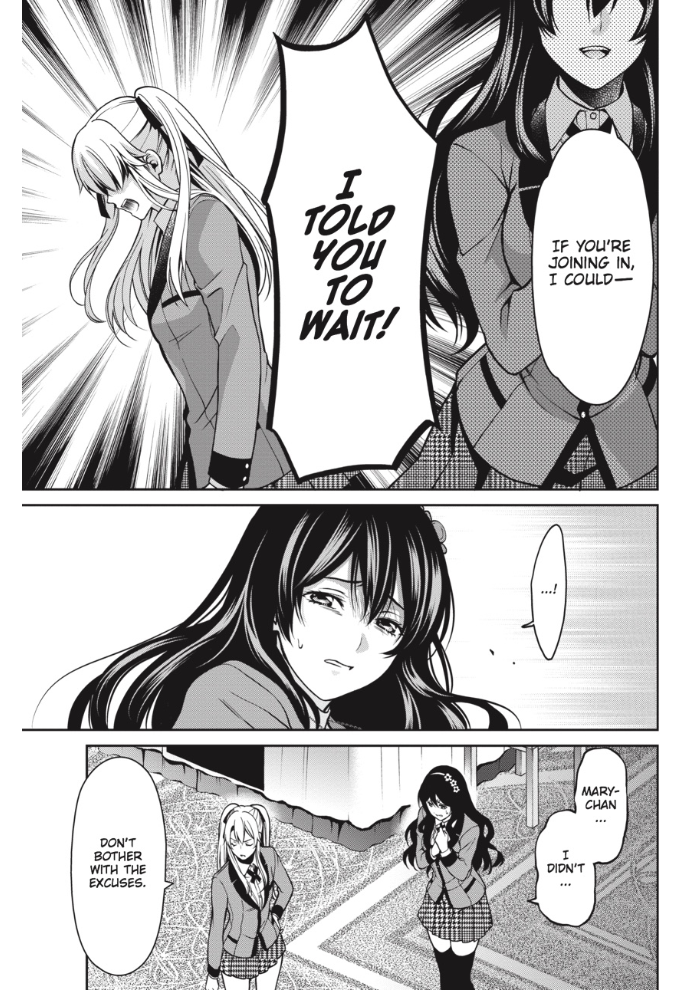 IF YOU'RE
JOINING IN,
I COULD—
I
TOLD
YOU
TO
WAIT!
...!
MARY-
CHAN
...
I
DIDN'T
...
DON'T
BOTHER
WITH THE
EXCUSES.